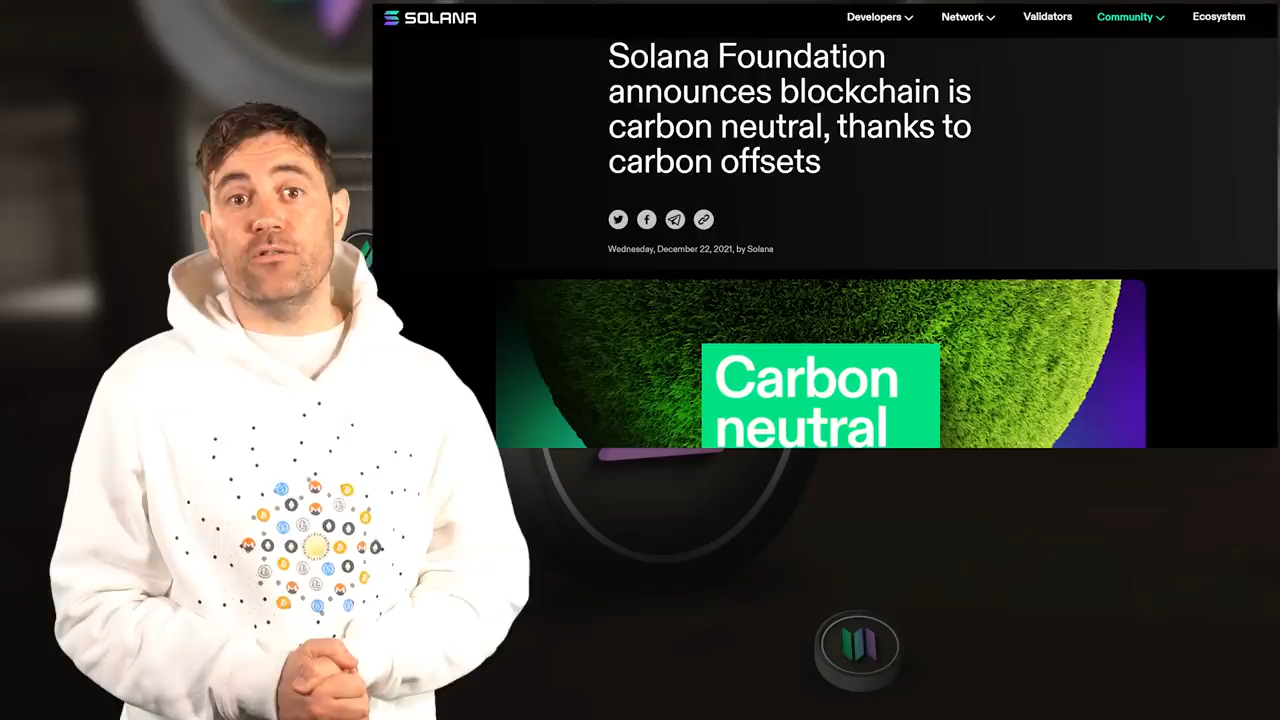 SOLANA
Developers
Network
Validators
Community
Ecosystem
Solana Foundation
announces blockchain is
carbon neutral, thanks to
carbon offsets
Wednesday, December 22, 2021, by Solana
Carbon
neutral